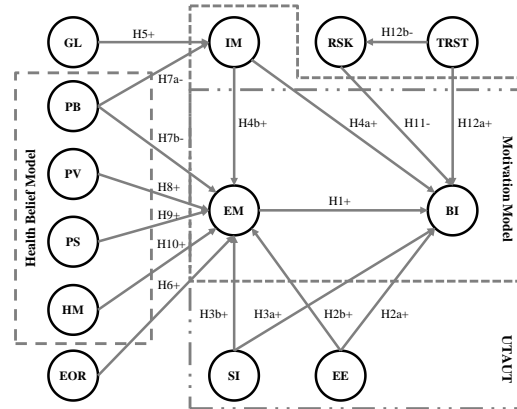 GL
H5+
IM
RSK
H12b-
TRST
H7a-
PB
H7b-
H4b+
H4a+
H11-
H12a+
Health Belief Model
PV
H8+
Motivation Model
PS
H9+
EM
H1+
BI
H10+
HM
H6+
H3b+
H3a+
H2b+
H2a+
EOR
SI
EE
UTAUT